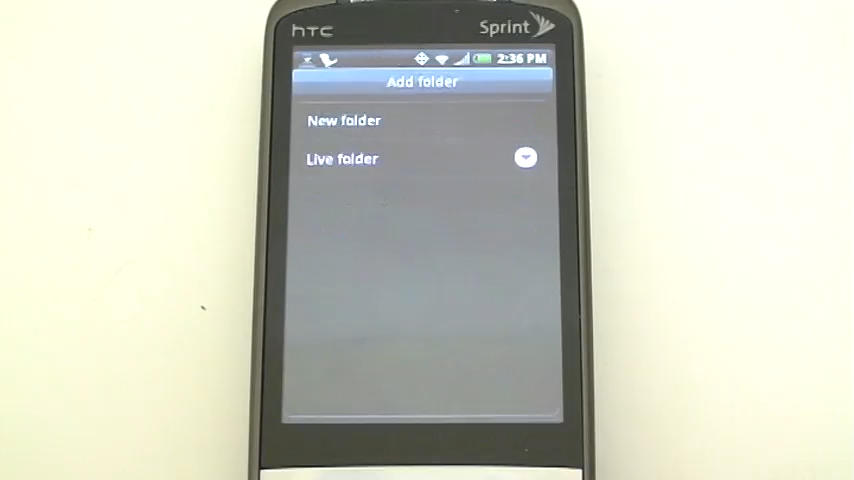 hTC
Sprint
2:36 PM
Add folder
New folder
Live folder